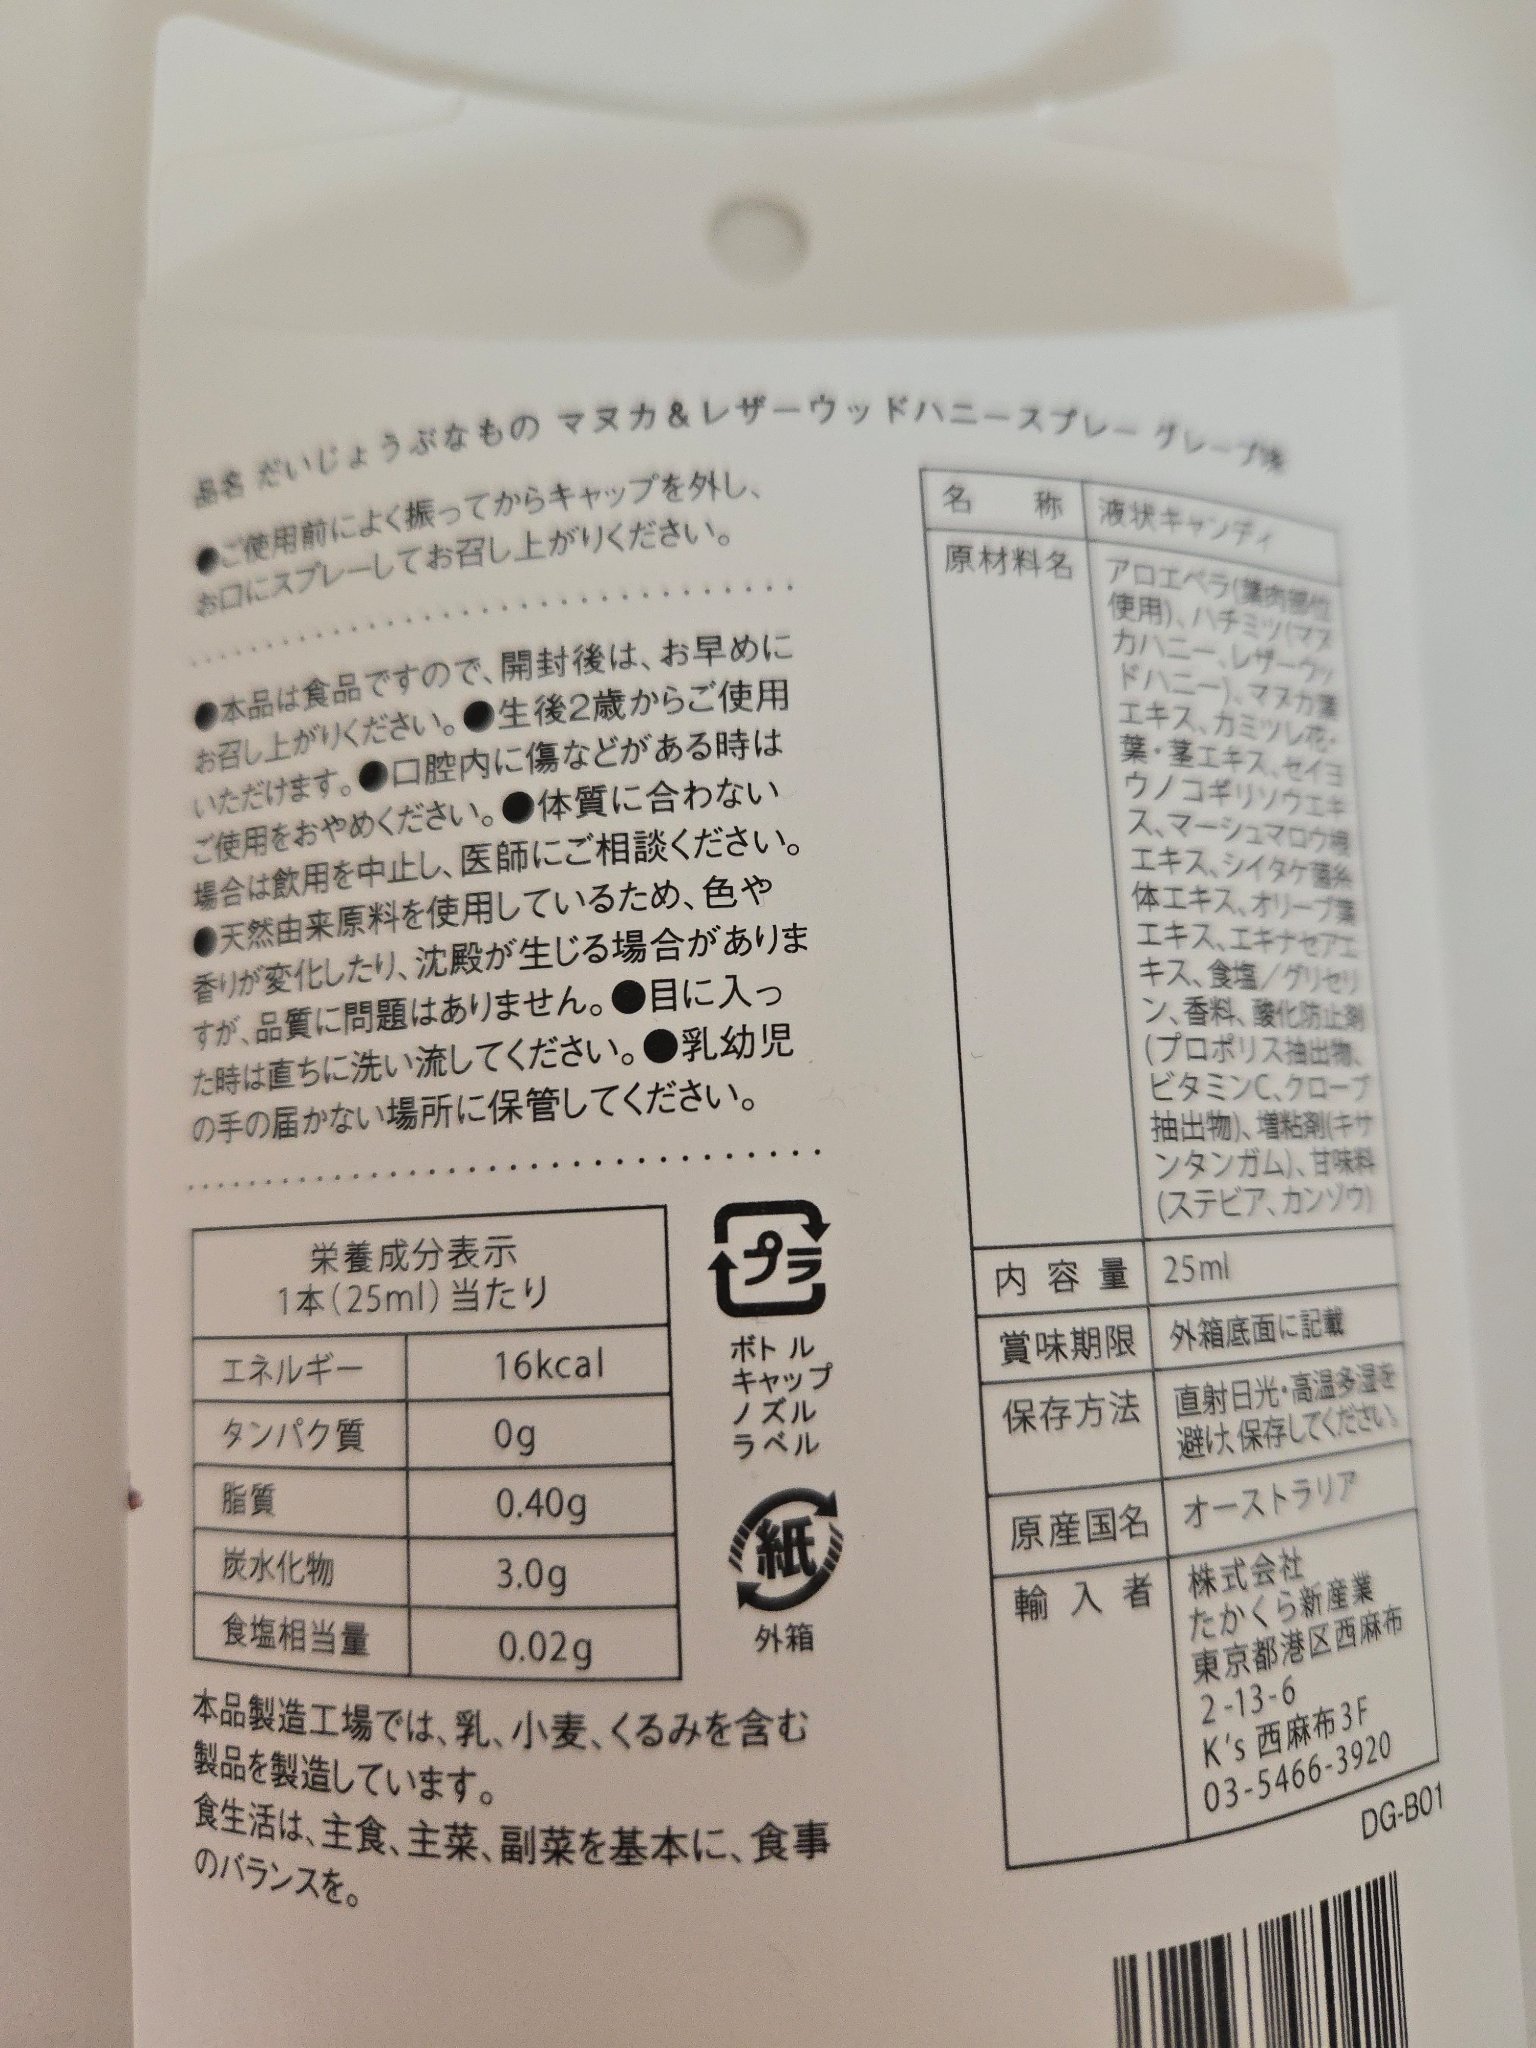 品名 だいじょうぶなもの マヌカ&レザーウッドハニースプレー グレープ味
●ご使用前によく振ってからキャップを外し、
お口にスプレーしてお召し上がりください。
●本品は食品ですので、開封後は、お早めに
お召し上がりください。●生後2歳からご使用
いただけます。●口腔内に傷などがある時は
ご使用をおやめください。●体質に合わない
場合は飲用を中止し、医師にご相談ください。
●天然由来原料を使用しているため、色や
香りが変化したり、沈殿が生じる場合がありま
すが、品質に問題はありません。●目に入っ
た時は直ちに洗い流してください。●乳幼児
の手の届かない場所に保管してください。
栄養成分表示
1本(25ml)当たり
エネルギー 16kcal
タンパク質 0g
脂質 0.40g
炭水化物 3.0g
食塩相当量 0.02g
プラ
ボトル
キャップ
ノズル
ラベル
紙
外箱
本品製造工場では、乳、小麦、くるみを含む
製品を製造しています。
食生活は、主食、主菜、副菜を基本に、食事
のバランスを。
名称 液状キャンディ
原材料名 アロエベラ(葉肉部位
使用)、ハチミツ(マヌ
カハニー、レザーウッ
ドハニー)、マヌカ葉
エキス、カミツレ花・
葉・茎エキス、セイヨ
ウノコギリソウエキ
ス、マーシュマロウ根
エキス、シイタケ菌糸
体エキス、オリーブ葉
エキス、エキナセアエ
キス、食塩/グリセリ
ン、香料、酸化防止剤
(プロポリス抽出物、
ビタミンC、クローブ
抽出物)、増粘剤(キサ
ンタンガム)、甘味料
(ステビア、カンゾウ)
内容量 25ml
賞味期限 外箱底面に記載
保存方法 直射日光・高温多湿を
避け、保存してください。
原産国名 オーストラリア
輸入者 株式会社
たかくら新産業
東京都港区西麻布
2-13-6
K's 西麻布3F
03-5466-3920
DG-B01